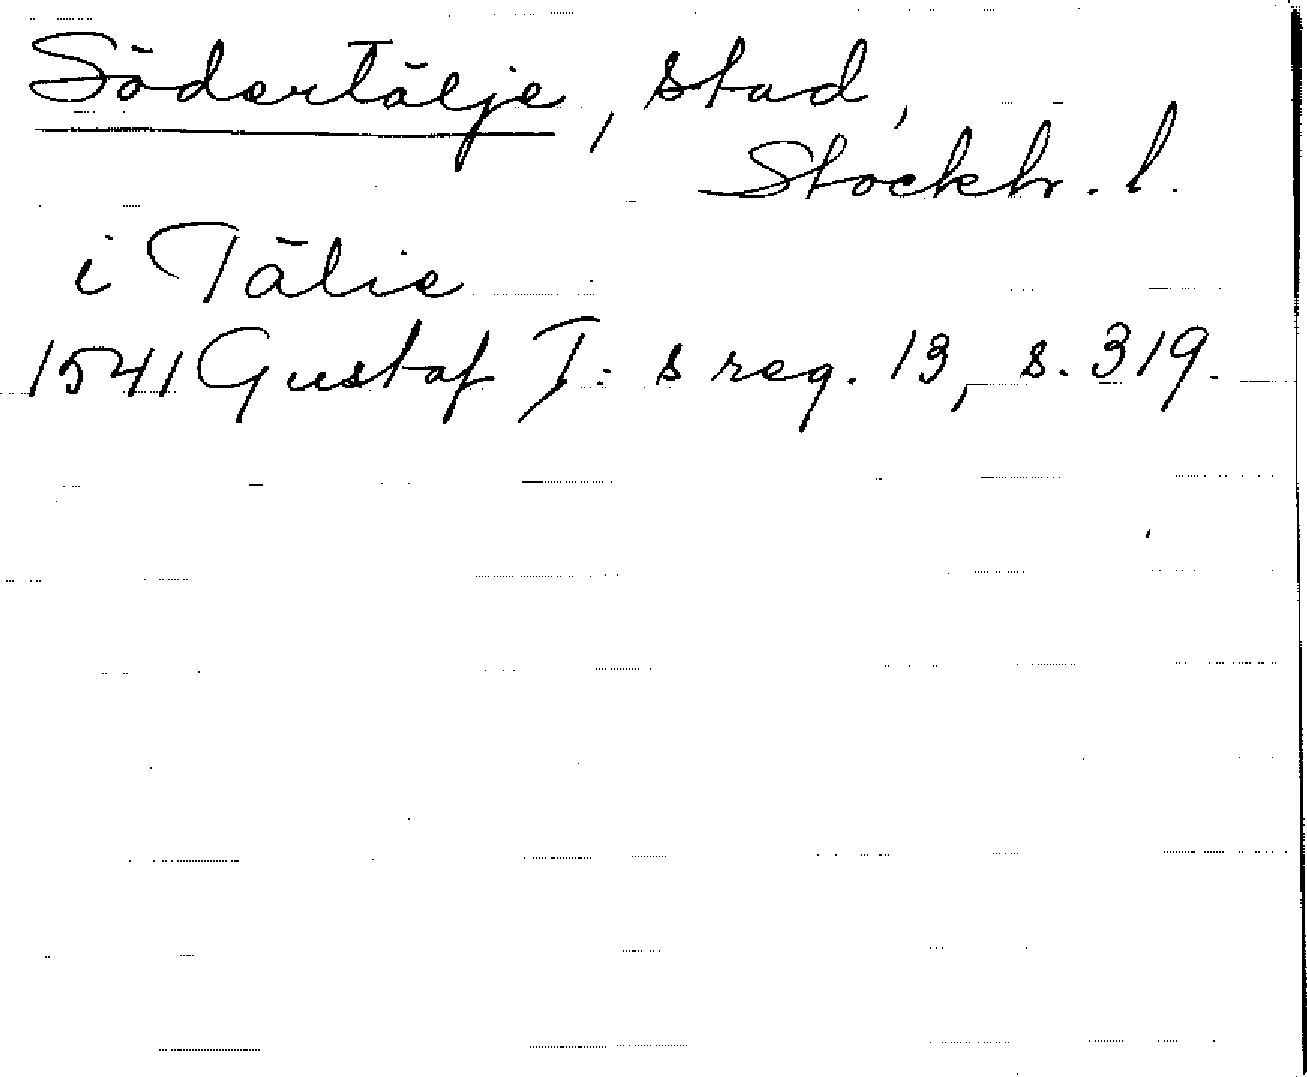 Södertälje, stad,
Stockh. l.
i Tälie
1541 Gustaf I:s reg. 13, s. 319.